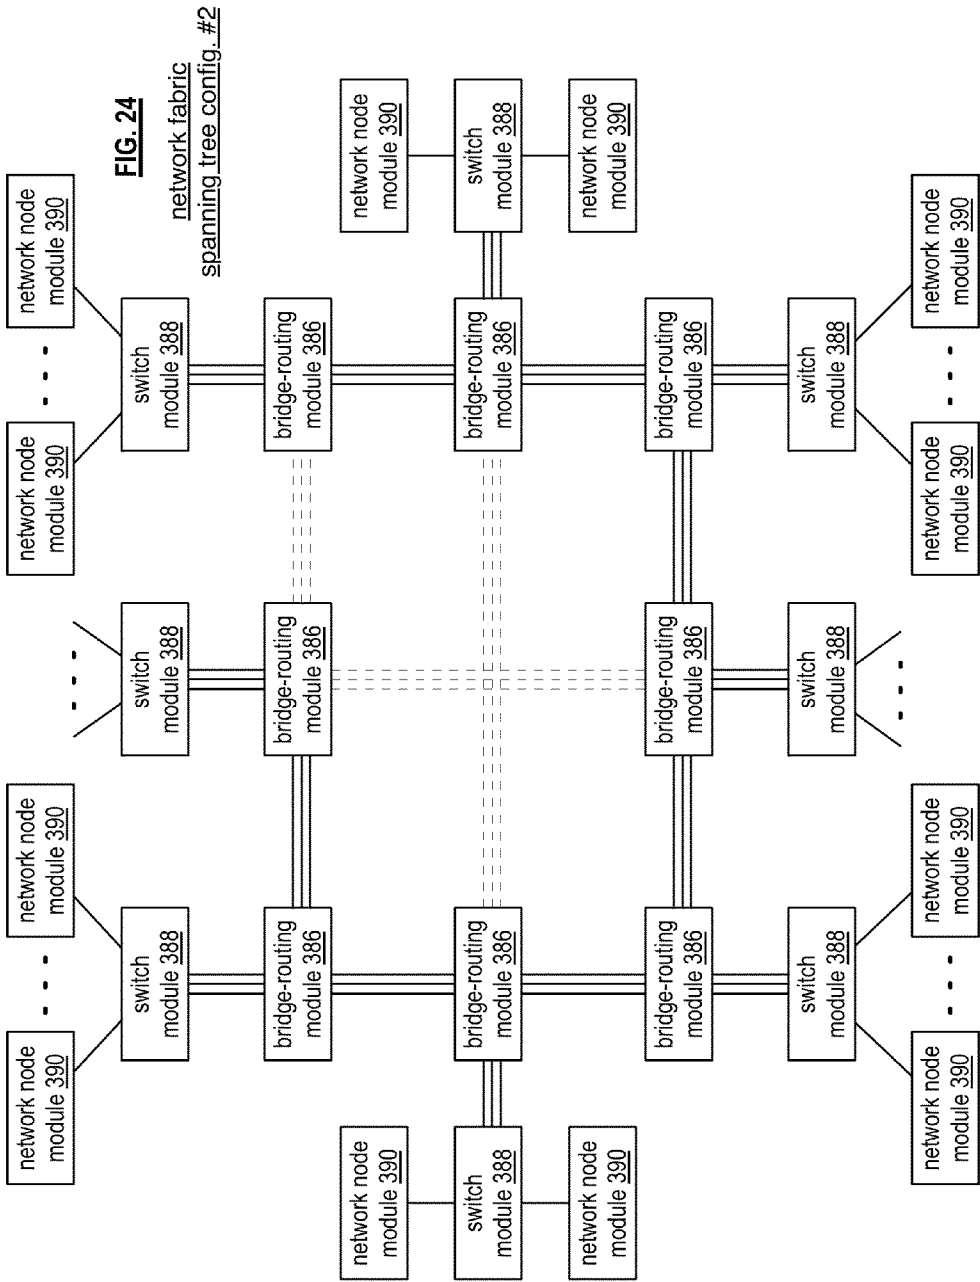 network node
module 390
network node
module 390
network node
module 390
network node
module 390
FIG. 24
network fabric
spanning tree config. #2
switch
module 388
switch
module 388
switch
module 388
bridge-routing
module 386
bridge-routing
module 386
bridge-routing
module 386
network node
module 390
network node
module 390
switch
module 388
bridge-routing
module 386
bridge-routing
module 386
switch
module 388
network node
module 390
network node
module 390
bridge-routing
module 386
bridge-routing
module 386
bridge-routing
module 386
switch
module 388
switch
module 388
switch
module 388
network node
module 390
network node
module 390
network node
module 390
network node
module 390